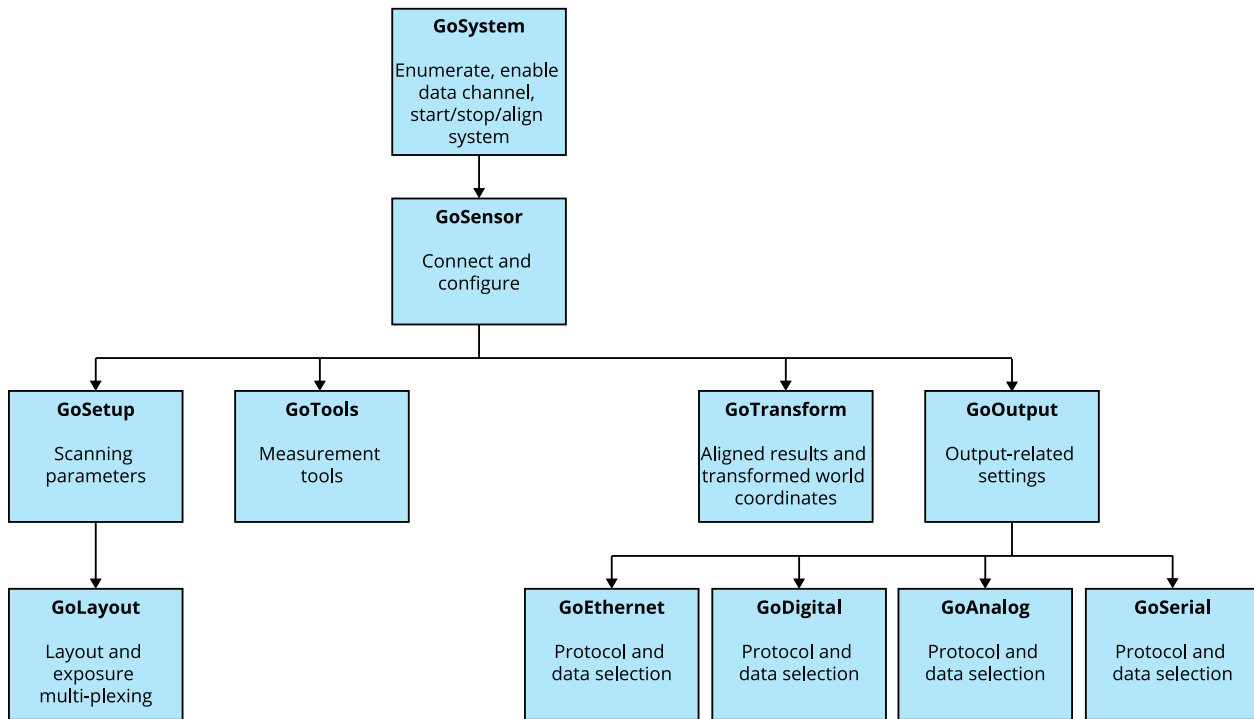 GoSystem
Enumerate, enable
data channel,
start/stop/align
system
GoSensor
Connect and
configure
GoSetup
Scanning
parameters
GoTools
Measurement
tools
GoTransform
Aligned results and
transformed world
coordinates
GoOutput
Output-related
settings
GoLayout
Layout and
exposure
multi-plexing
GoEthernet
Protocol and
data selection
GoDigital
Protocol and
data selection
GoAnalog
Protocol and
data selection
GoSerial
Protocol and
data selection